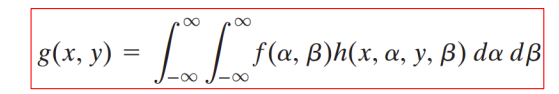 g(x, y) = ∫_{-∞}^{∞} ∫_{-∞}^{∞} f(α, β)h(x, α, y, β) dα dβ